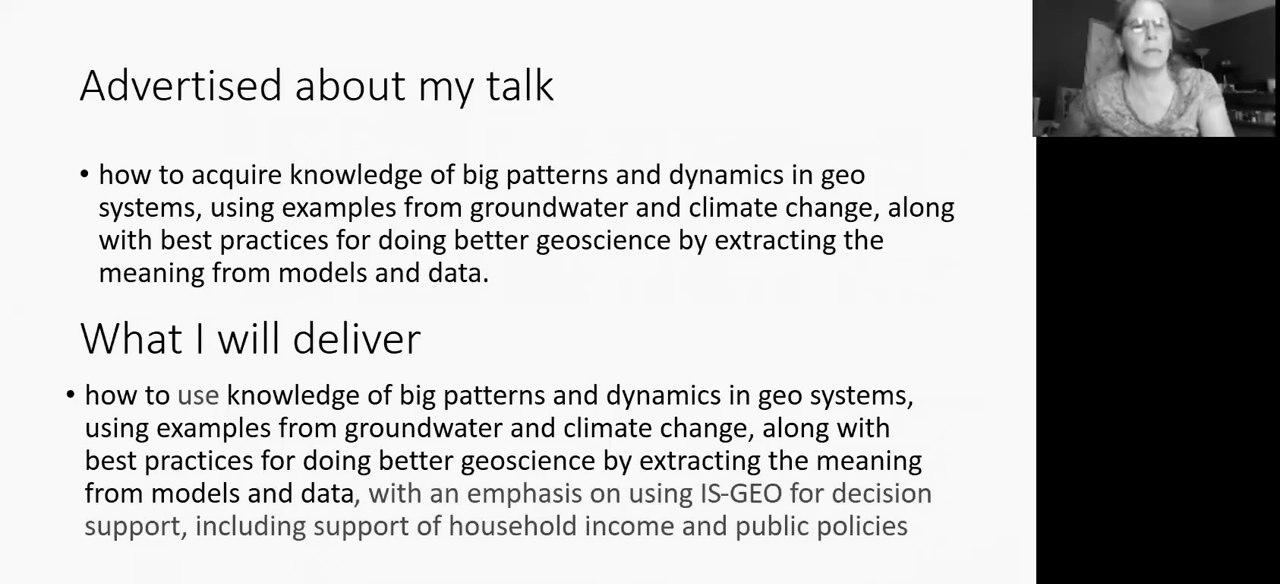 Advertised about my talk
• how to acquire knowledge of big patterns and dynamics in geo
systems, using examples from groundwater and climate change, along
with best practices for doing better geoscience by extracting the
meaning from models and data.
What I will deliver
• how to use knowledge of big patterns and dynamics in geo systems,
using examples from groundwater and climate change, along with
best practices for doing better geoscience by extracting the meaning
from models and data, with an emphasis on using IS-GEO for decision
support, including support of household income and public policies